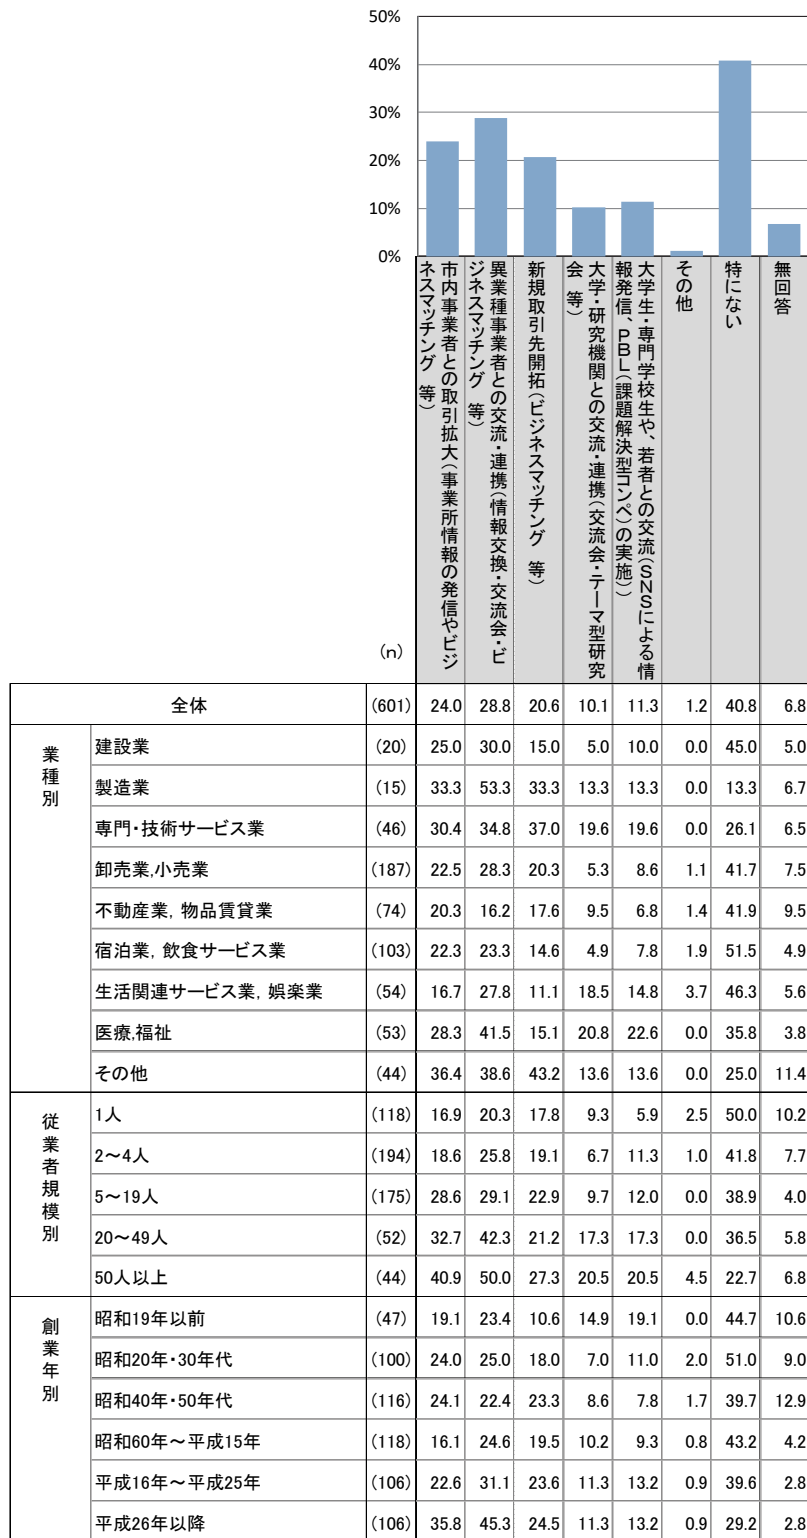 50%
40%
30%
20%
10%
0%
市内事業者との取引拡大(事業所情報の発信やビジ
ネスマッチング 等)
異業種事業者との交流・連携(情報交換・交流会・ビ
ジネスマッチング 等)
新規取引先開拓(ビジネスマッチング 等)
大学・研究機関との交流・連携(交流会・テーマ型研究
会 等)
大学生・専門学校生や、若者との交流(SNSによる情
報発信、PBL(課題解決型コンペ)の実施))
その他
特にない
無回答
(n)
全体 (601) 24.0 28.8 20.6 10.1 11.3 1.2 40.8 6.8
業種別
建設業 (20) 25.0 30.0 15.0 5.0 10.0 0.0 45.0 5.0
製造業 (15) 33.3 53.3 33.3 13.3 13.3 0.0 13.3 6.7
専門・技術サービス業 (46) 30.4 34.8 37.0 19.6 19.6 0.0 26.1 6.5
卸売業,小売業 (187) 22.5 28.3 20.3 5.3 8.6 1.1 41.7 7.5
不動産業, 物品賃貸業 (74) 20.3 16.2 17.6 9.5 6.8 1.4 41.9 9.5
宿泊業, 飲食サービス業 (103) 22.3 23.3 14.6 4.9 7.8 1.9 51.5 4.9
生活関連サービス業, 娯楽業 (54) 16.7 27.8 11.1 18.5 14.8 3.7 46.3 5.6
医療,福祉 (53) 28.3 41.5 15.1 20.8 22.6 0.0 35.8 3.8
その他 (44) 36.4 38.6 43.2 13.6 13.6 0.0 25.0 11.4
従業者規模別
1人 (118) 16.9 20.3 17.8 9.3 5.9 2.5 50.0 10.2
2～4人 (194) 18.6 25.8 19.1 6.7 11.3 1.0 41.8 7.7
5～19人 (175) 28.6 29.1 22.9 9.7 12.0 0.0 38.9 4.0
20～49人 (52) 32.7 42.3 21.2 17.3 17.3 0.0 36.5 5.8
50人以上 (44) 40.9 50.0 27.3 20.5 20.5 4.5 22.7 6.8
創業年別
昭和19年以前 (47) 19.1 23.4 10.6 14.9 19.1 0.0 44.7 10.6
昭和20年・30年代 (100) 24.0 25.0 18.0 7.0 11.0 2.0 51.0 9.0
昭和40年・50年代 (116) 24.1 22.4 23.3 8.6 7.8 1.7 39.7 12.9
昭和60年～平成15年 (118) 16.1 24.6 19.5 10.2 9.3 0.8 43.2 4.2
平成16年～平成25年 (106) 22.6 31.1 23.6 11.3 13.2 0.9 39.6 2.8
平成26年以降 (106) 35.8 45.3 24.5 11.3 13.2 0.9 29.2 2.8